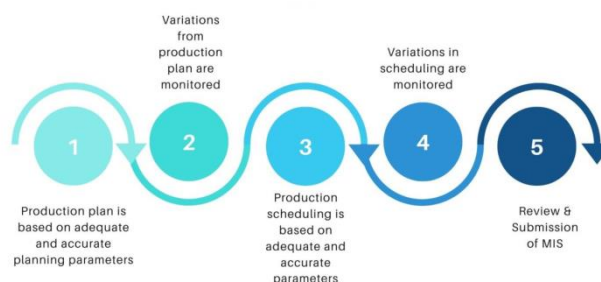 1
Production plan is
based on adequate
and accurate
planning parameters
2
Variations
from
production
plan are
monitored
3
Production
scheduling is
based on
adequate and
accurate
parameters
4
Variations in
scheduling are
monitored
5
Review &
Submission
of MIS